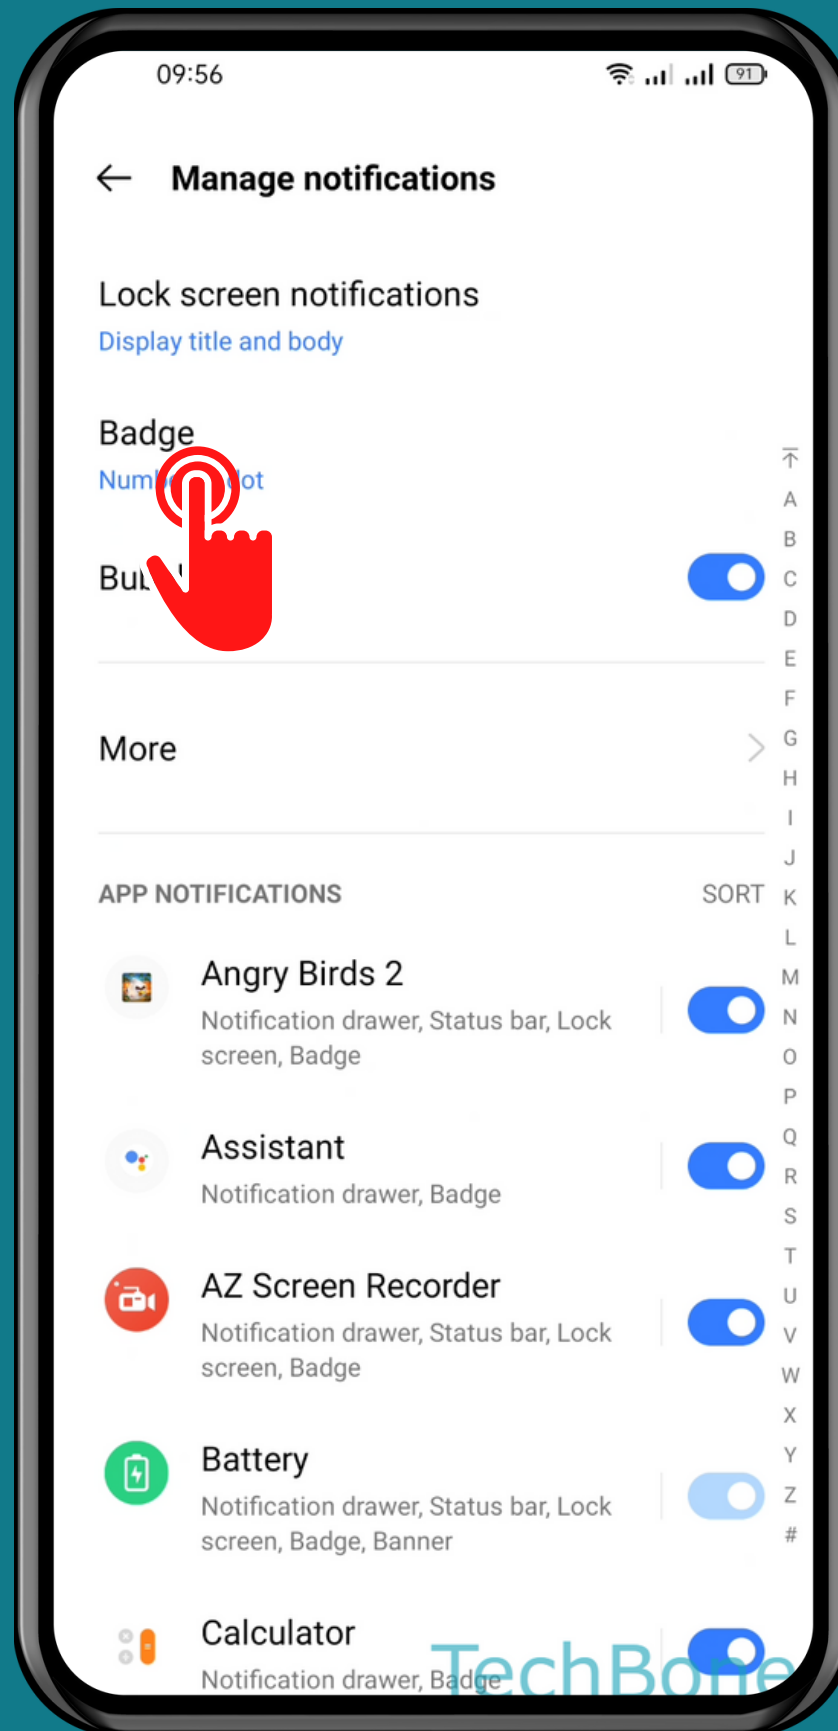 09:56
91
Manage notifications
Lock screen notifications
Display title and body
Badge
dot
More
APP NOTIFICATIONS
SORT
Angry Birds 2
Notification drawer, Status bar, Lock
screen, Badge
Assistant
Notification drawer, Badge
AZ Screen Recorder
Notification drawer, Status bar, Lock
screen, Badge
Battery
Notification drawer, Status bar, Lock
screen, Badge, Banner
Calculator
Notification drawer, Badge
A
B
C
D
E
F
G
H
I
J
K
L
M
N
O
P
Q
R
S
T
U
V
W
X
Y
Z
#
TechBone